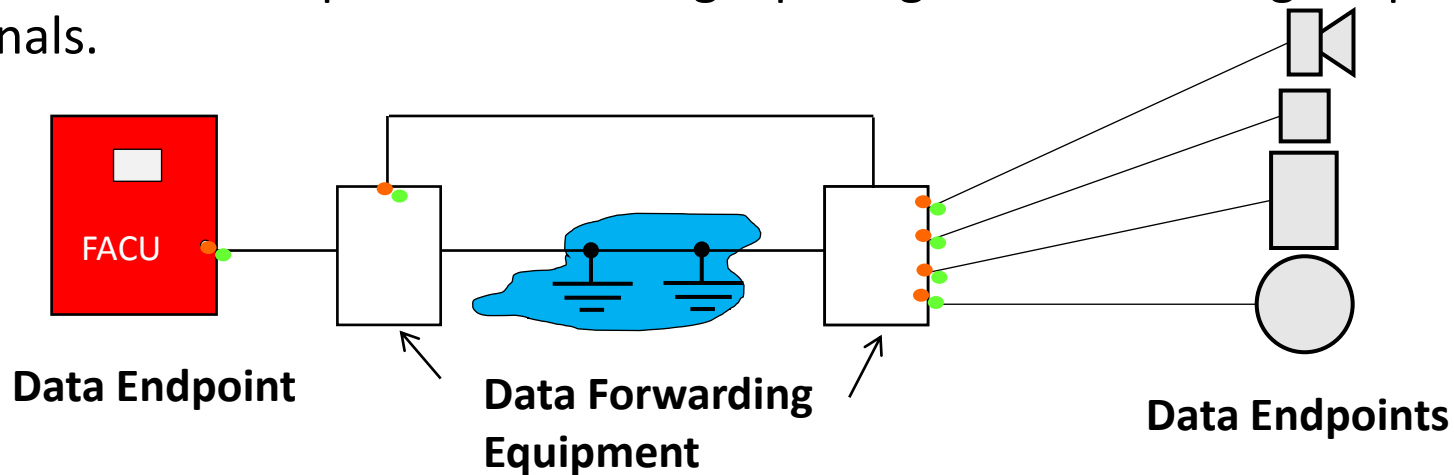 nals.
FACU
Data Endpoint
Data Forwarding
Equipment
Data Endpoints